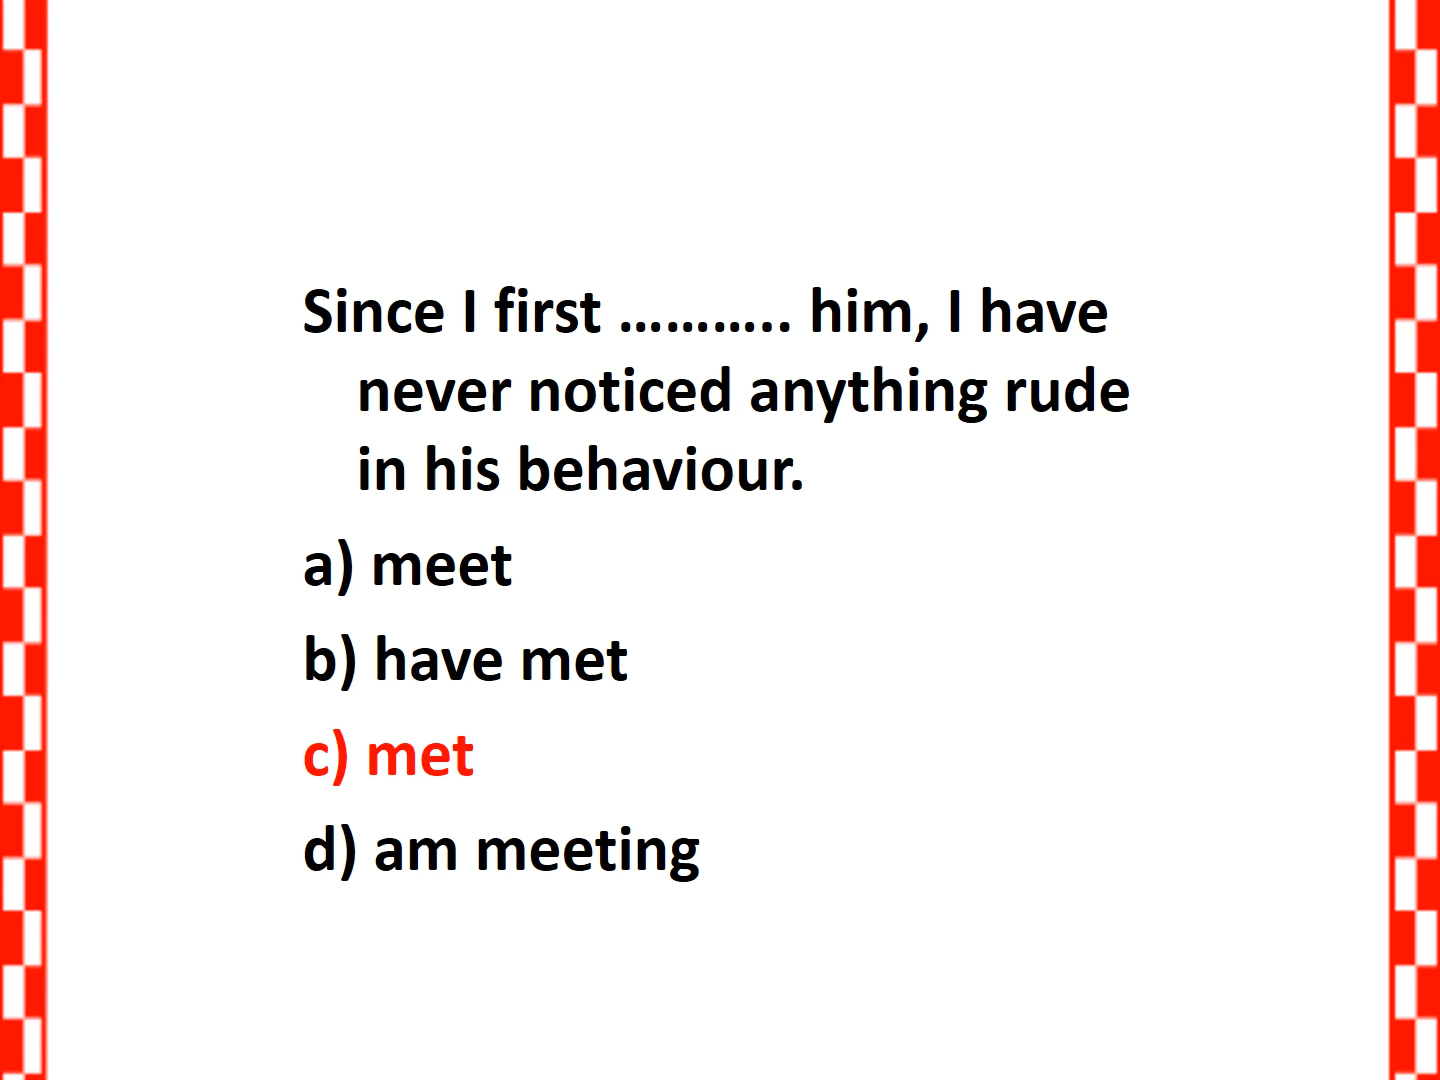 Since I first ……….. him, I have
never noticed anything rude
in his behaviour.
a) meet
b) have met
c) met
d) am meeting